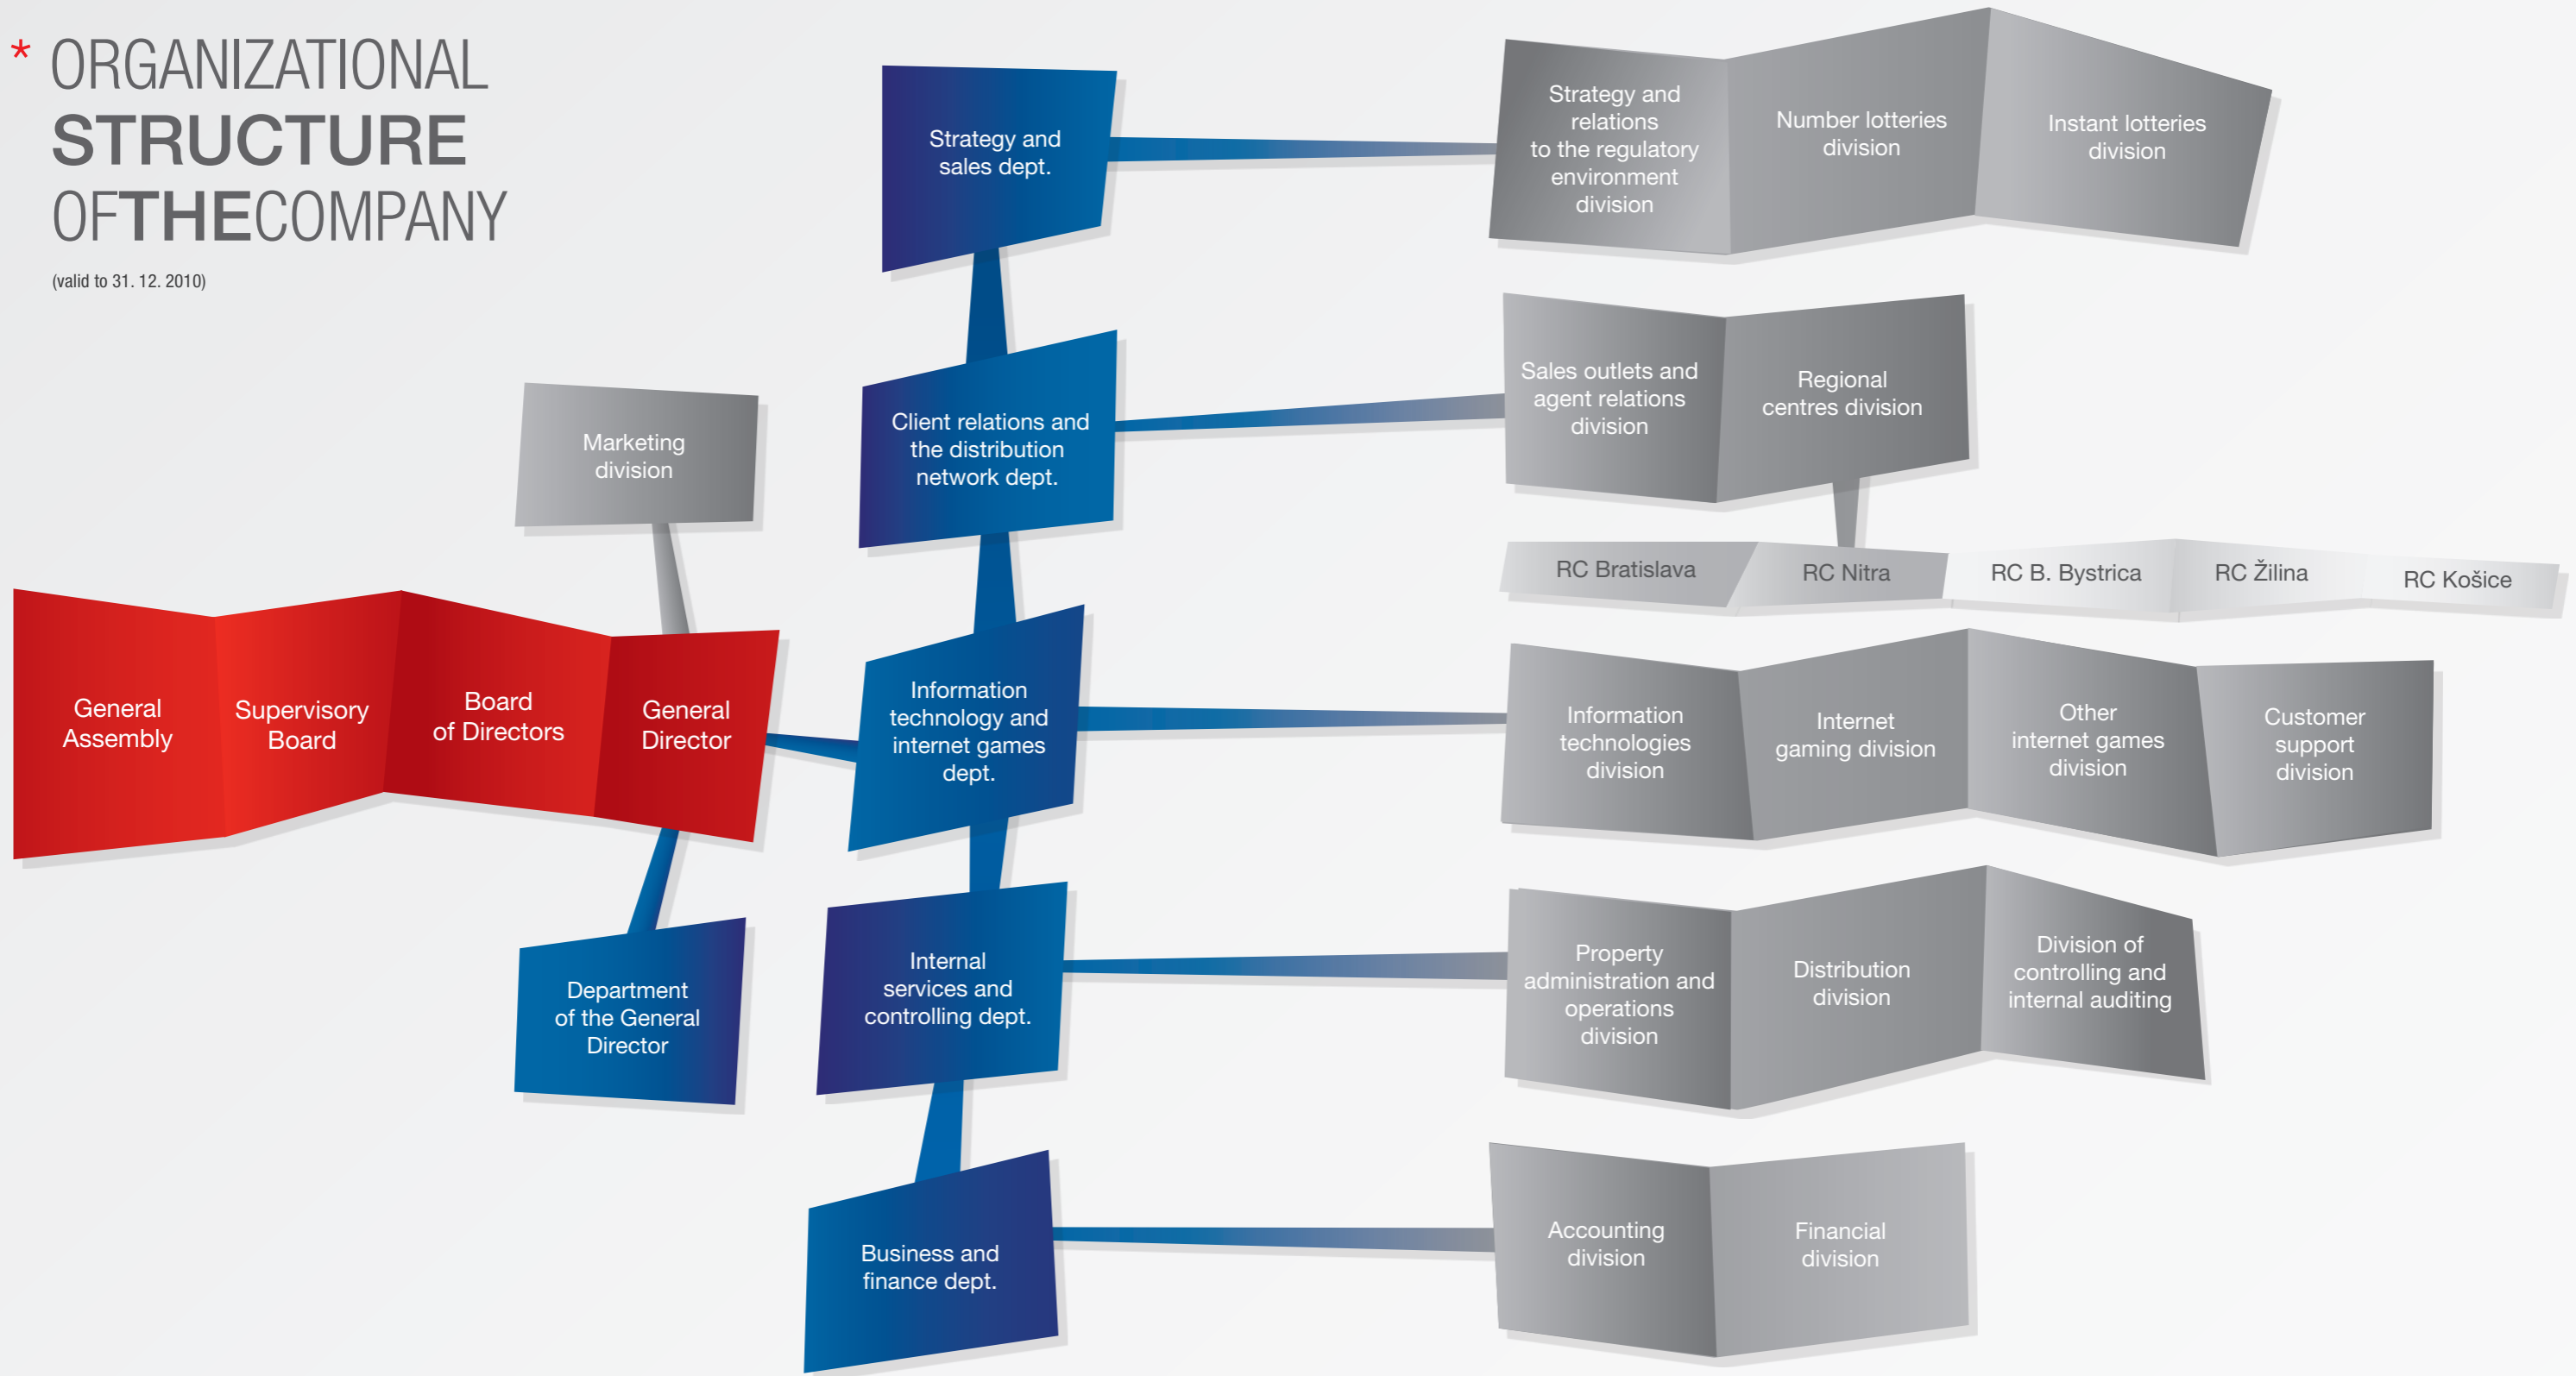 * ORGANIZATIONAL
STRUCTURE
OFTHECOMPANY
(valid to 31. 12. 2010)
General
Assembly
Supervisory
Board
Board
of Directors
General
Director
Marketing
division
Department
of the General
Director
Strategy and
sales dept.
Strategy and
relations
to the regulatory
environment
division
Number lotteries
division
Instant lotteries
division
Client relations and
the distribution
network dept.
Sales outlets and
agent relations
division
Regional
centres division
RC Bratislava
RC Nitra
RC B. Bystrica
RC Žilina
RC Košice
Information
technology and
internet games
dept.
Information
technologies
division
Internet
gaming division
Other
internet games
division
Customer
support
division
Internal
services and
controlling dept.
Property
administration and
operations
division
Distribution
division
Division of
controlling and
internal auditing
Business and
finance dept.
Accounting
division
Financial
division